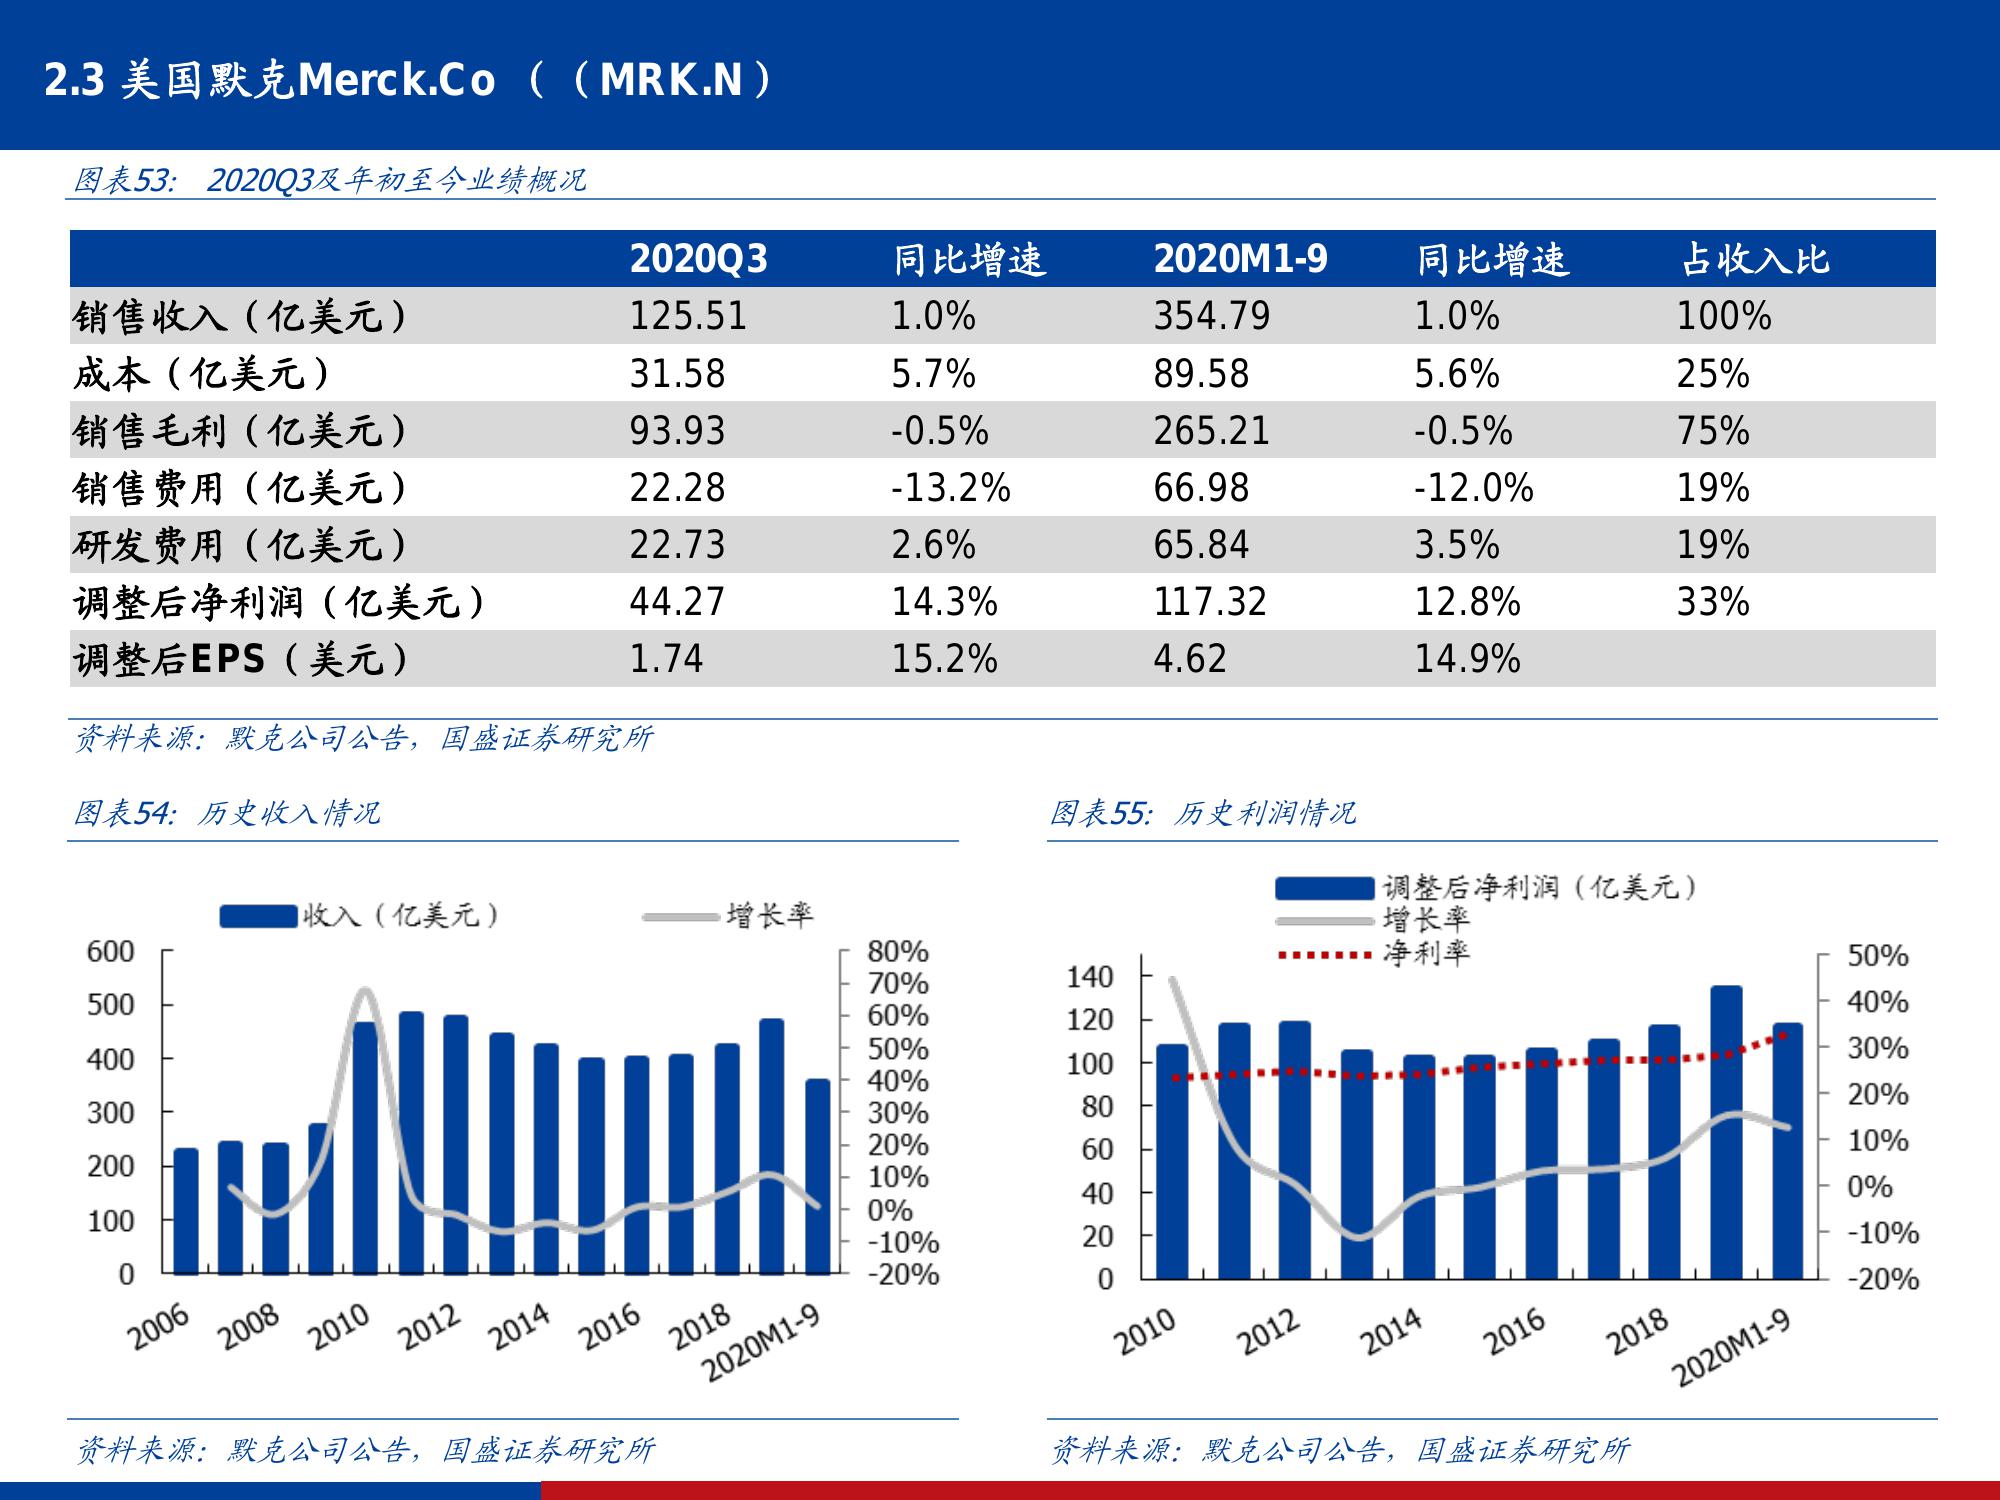 2.3 美国默克Merck.Co （（MRK.N）
图表53: 2020Q3及年初至今业绩概况
2020Q3 同比增速 2020M1-9 同比增速 占收入比
销售收入（亿美元） 125.51 1.0% 354.79 1.0% 100%
成本（亿美元） 31.58 5.7% 89.58 5.6% 25%
销售毛利（亿美元） 93.93 -0.5% 265.21 -0.5% 75%
销售费用（亿美元） 22.28 -13.2% 66.98 -12.0% 19%
研发费用（亿美元） 22.73 2.6% 65.84 3.5% 19%
调整后净利润（亿美元） 44.27 14.3% 117.32 12.8% 33%
调整后EPS（美元） 1.74 15.2% 4.62 14.9%
资料来源：默克公司公告，国盛证券研究所
图表54: 历史收入情况
收入（亿美元） 增长率
600
500
400
300
200
100
0
80%
70%
60%
50%
40%
30%
20%
10%
0%
-10%
-20%
2006 2008 2010 2012 2014 2016 2018 2020M1-9
资料来源：默克公司公告，国盛证券研究所
图表55: 历史利润情况
调整后净利润（亿美元）
增长率
净利率
140
120
100
80
60
40
20
0
50%
40%
30%
20%
10%
0%
-10%
-20%
2010 2012 2014 2016 2018 2020M1-9
资料来源：默克公司公告，国盛证券研究所